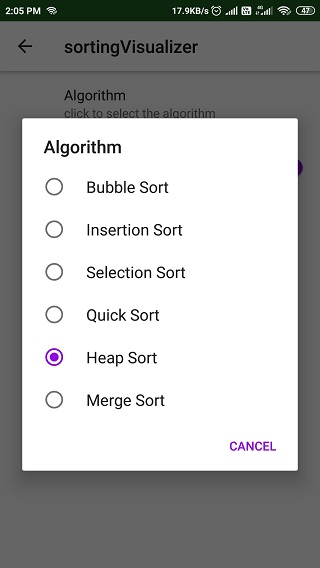 2:05 PM 17.9KB/s 4G 47
sortingVisualizer
Algorithm
click to select the algorithm
Algorithm
Bubble Sort
Insertion Sort
Selection Sort
Quick Sort
Heap Sort
Merge Sort
CANCEL